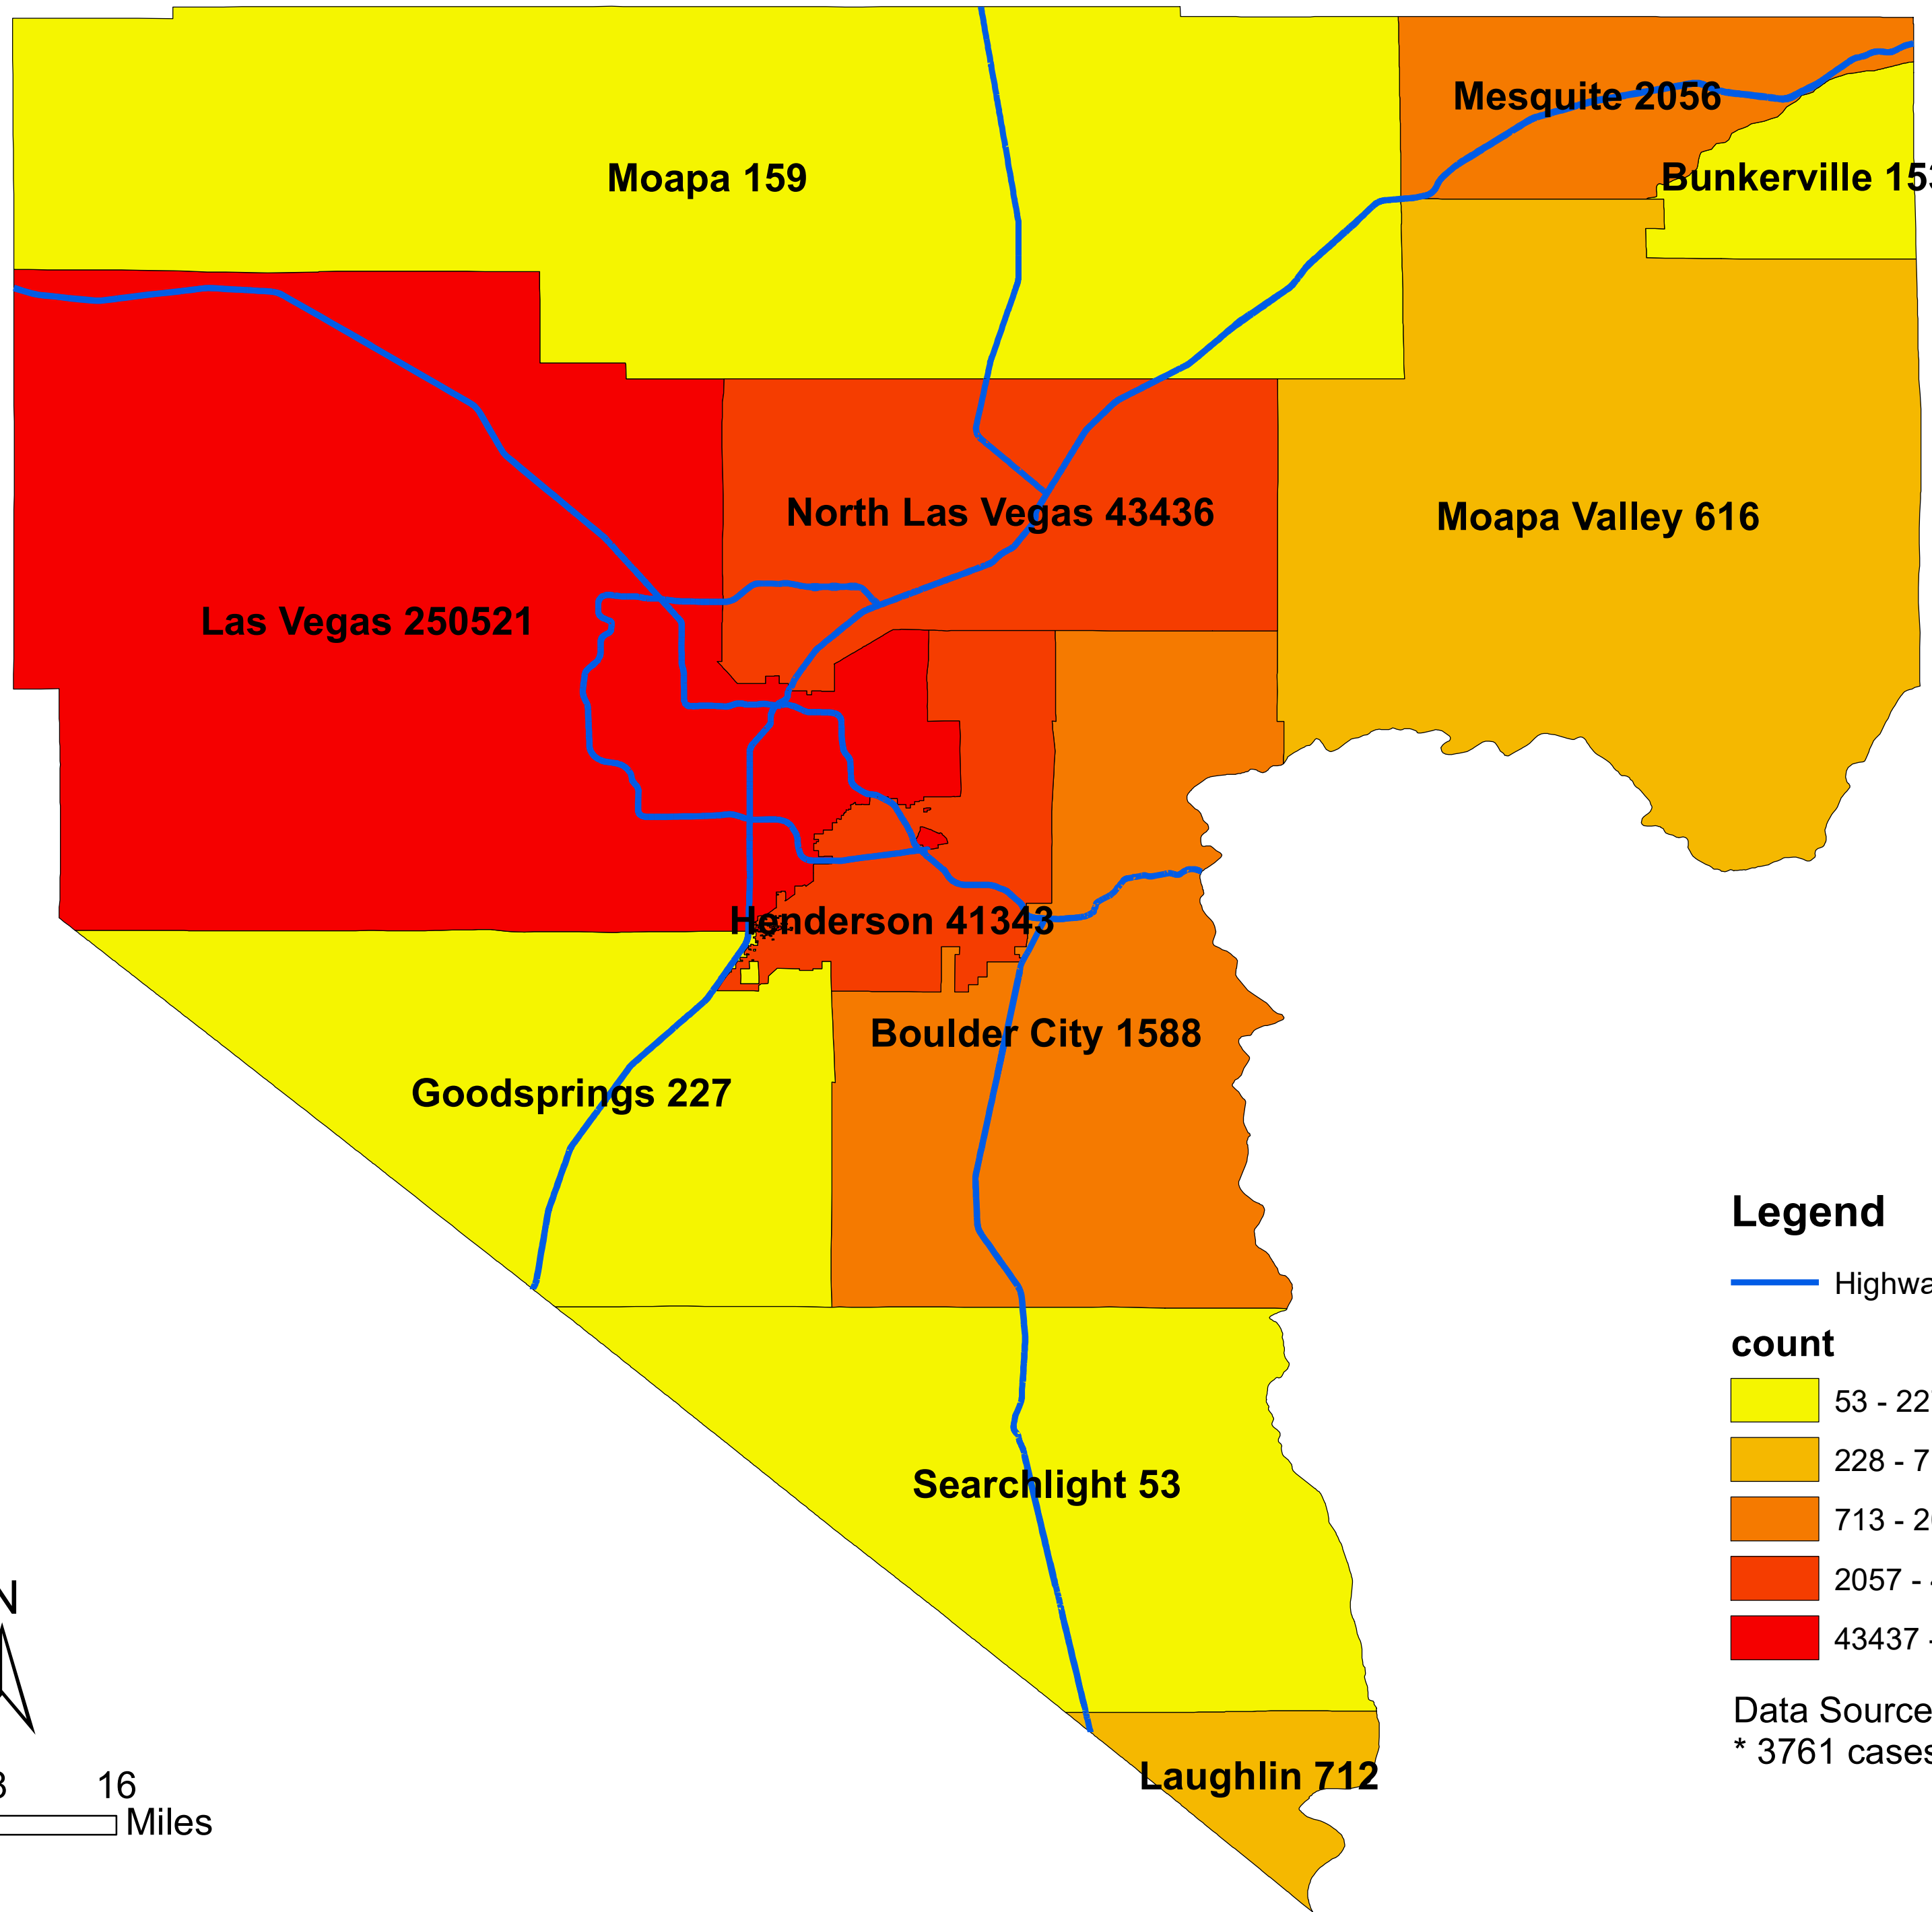 Mesquite 2056
Moapa 159
Bunkerville
North Las Vegas 43436
Moapa Valley 616
Las Vegas 250521
Henderson 41343
Boulder City 1588
Goodsprings 227
Legend
count
53 - 22
228 - 7
713 - 2
Searchlight 53
2057 -
N
43437 -
Data Source
* 3761 cases
Laughlin 712
16
Miles